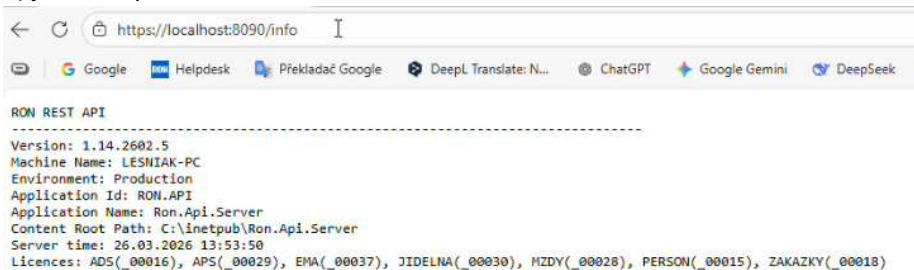 https://localhost:8090/info
Google Helpdesk Překladač Google DeepL Translate: N... ChatGPT Google Gemini DeepSeek
RON REST API
--------------------------------------------------------------------------------
Version: 1.14.2602.5
Machine Name: LESNIAK-PC
Environment: Production
Application Id: RON.API
Application Name: Ron.Api.Server
Content Root Path: C:\inetpub\Ron.Api.Server
Server time: 26.03.2026 13:53:50
Licences: ADS(_00016), APS(_00029), EMA(_00037), JIDELNA(_00030), MZDY(_00028), PERSON(_00015), ZAKAZKY(_00018)